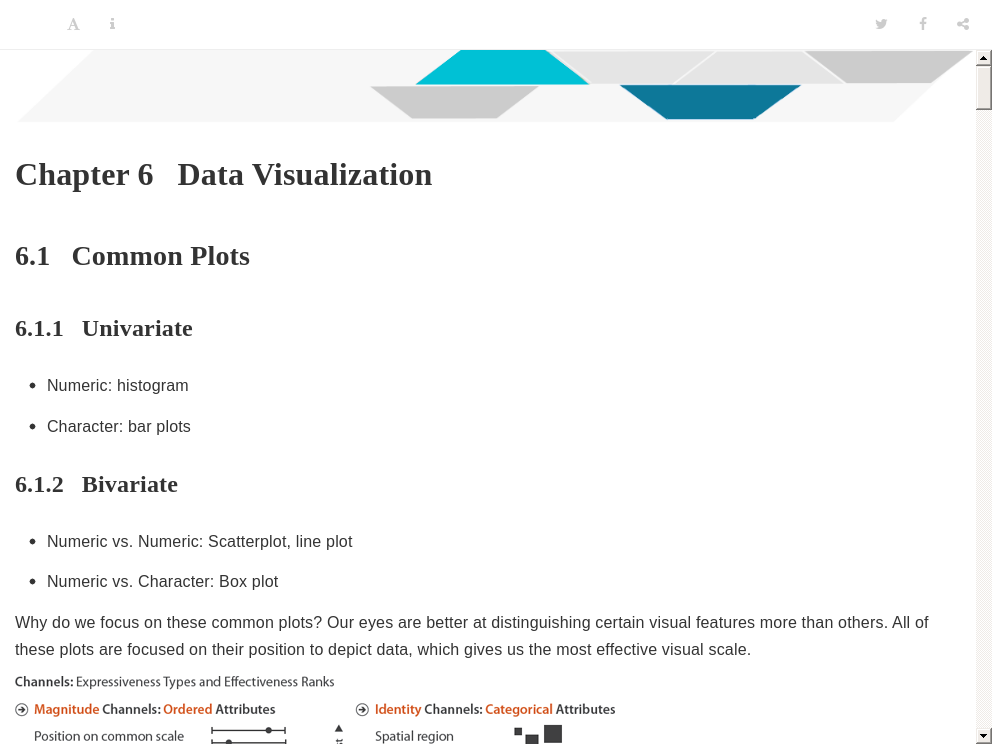 Chapter 6 Data Visualization
6.1 Common Plots
6.1.1 Univariate
Numeric: histogram
Character: bar plots
6.1.2 Bivariate
Numeric vs. Numeric: Scatterplot, line plot
Numeric vs. Character: Box plot
Why do we focus on these common plots? Our eyes are better at distinguishing certain visual features more than others. All of
these plots are focused on their position to depict data, which gives us the most effective visual scale.
Channels: Expressiveness Types and Effectiveness Ranks
Magnitude Channels: Ordered Attributes
Identity Channels: Categorical Attributes
Position on common scale
Spatial region